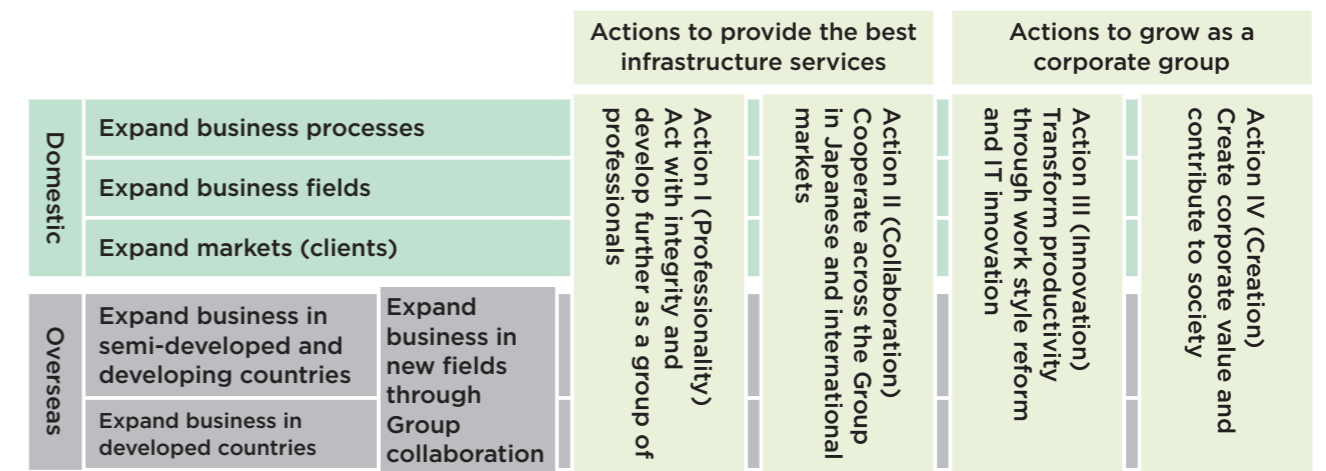 Actions to provide the best
infrastructure services
Actions to grow as a
corporate group
Domestic
Expand business processes
Expand business fields
Expand markets (clients)
Overseas
Expand business in
semi-developed and
developing countries
Expand business in
developed countries
Expand
business in
new fields
through
Group
collaboration
Action I (Professionality)
Act with integrity and
develop further as a group of
professionals
Action II (Collaboration)
Cooperate across the Group
in Japanese and international
markets
Action III (Innovation)
Transform productivity
through work style reform
and IT innovation
Action IV (Creation)
Create corporate value and
contribute to society